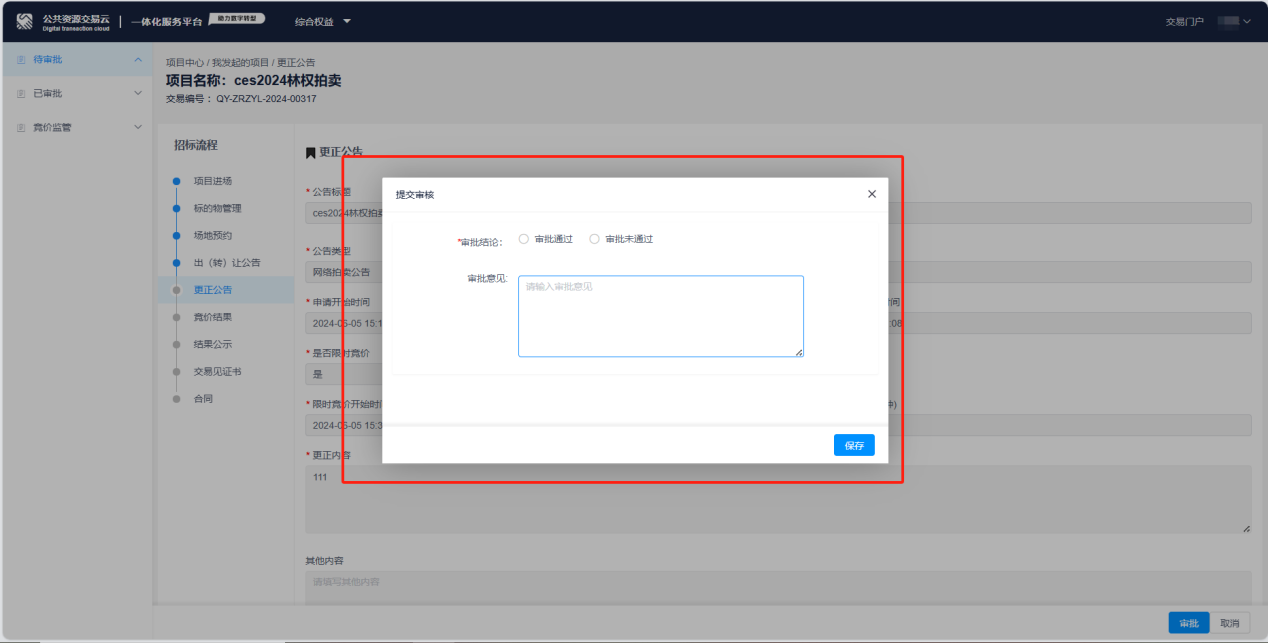 公共资源交易云
Digital transaction cloud
一体化服务平台
助力数字转型
综合权益
交易门户
待审批
已审批
竞价监管
项目中心 / 我发起的项目 / 更正公告
项目名称：ces2024林权拍卖
交易编号： QY-ZRZYL-2024-00317
招标流程
项目进场
标的物管理
场地预约
出（转）让公告
更正公告
竞价结果
结果公示
交易见证书
合同
更正公告
* 公告标题
ces2024林权拍卖
* 公告类型
网络拍卖公告
* 申请开始时间
时间
2024-05-05 15:1
:08
* 是否限时竞价
是
* 限时竞价开始时间
钟)
2024-05-05 15:3
* 更正内容
111
其他内容
请填写其他内容
提交审核
*审批结论:
审批通过
审批未通过
审批意见:
请输入审批意见
保存
审批
取消